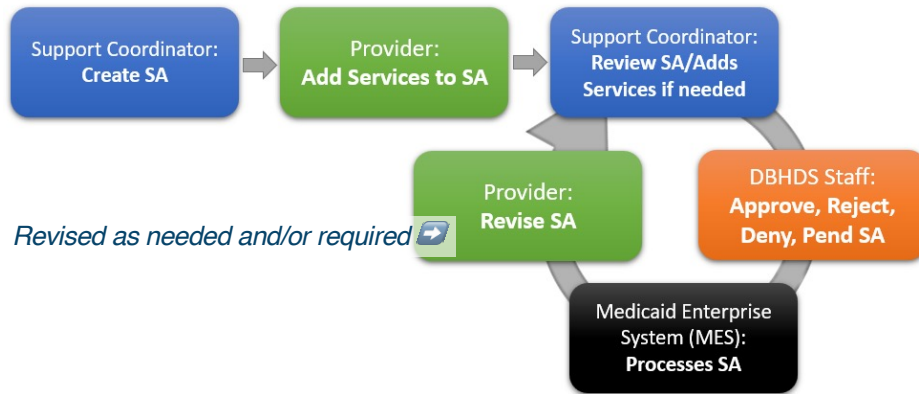 Support Coordinator:
Create SA
Provider:
Add Services to SA
Support Coordinator:
Review SA/Adds
Services if needed
DBHDS Staff:
Approve, Reject,
Deny, Pend SA
Medicaid Enterprise
System (MES):
Processes SA
Provider:
Revise SA
Revised as needed and/or required ➡